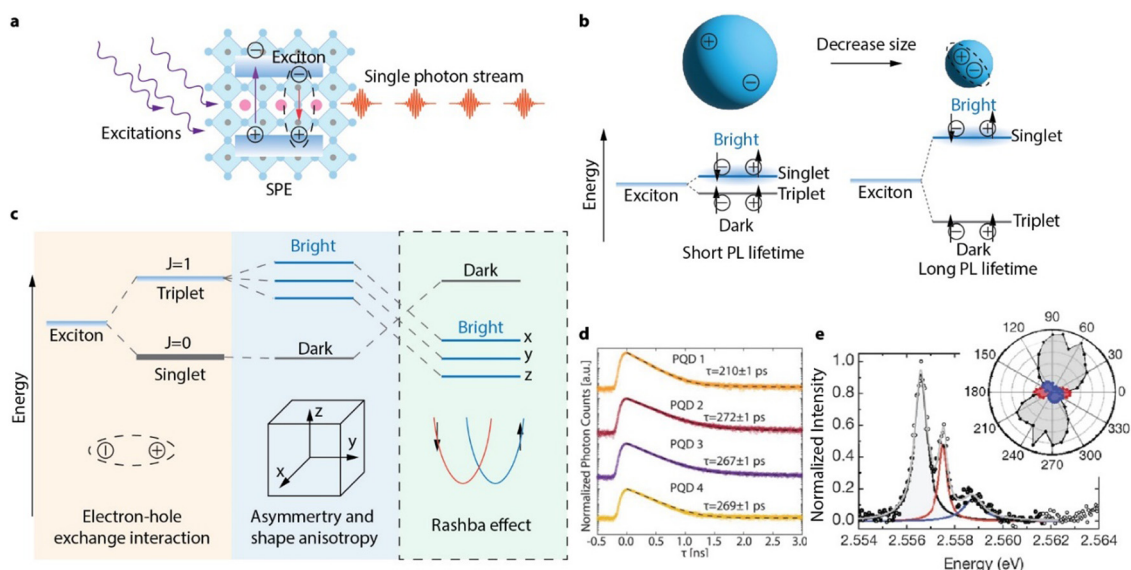 a
Exciton
Single photon stream
Excitations
SPE
b
Decrease size
Energy
Bright
Singlet
Exciton
Triplet
Dark
Short PL lifetime
Bright
Singlet
Exciton
Triplet
Dark
Long PL lifetime
c
Energy
J=1
Triplet
Exciton
J=0
Singlet
Electron-hole
exchange interaction
Bright
Dark
z
y
x
Asymmetry and
shape anisotropy
Dark
Bright
x
y
z
Rashba effect
d
Normalized Photon Counts [a.u.]
PQD 1
τ=210±1 ps
PQD 2
τ=272±1 ps
PQD 3
τ=267±1 ps
PQD 4
τ=269±1 ps
-0.5 0.0 0.5 1.0 1.5 2.0 2.5 3.0
τ [ns]
e
Normalized Intensity
1.0
0.8
0.6
0.4
0.2
0.0
2.554 2.556 2.558 2.560 2.562 2.564
Energy (eV)
90
120 60
150 30
180 0
210 330
240 300
270